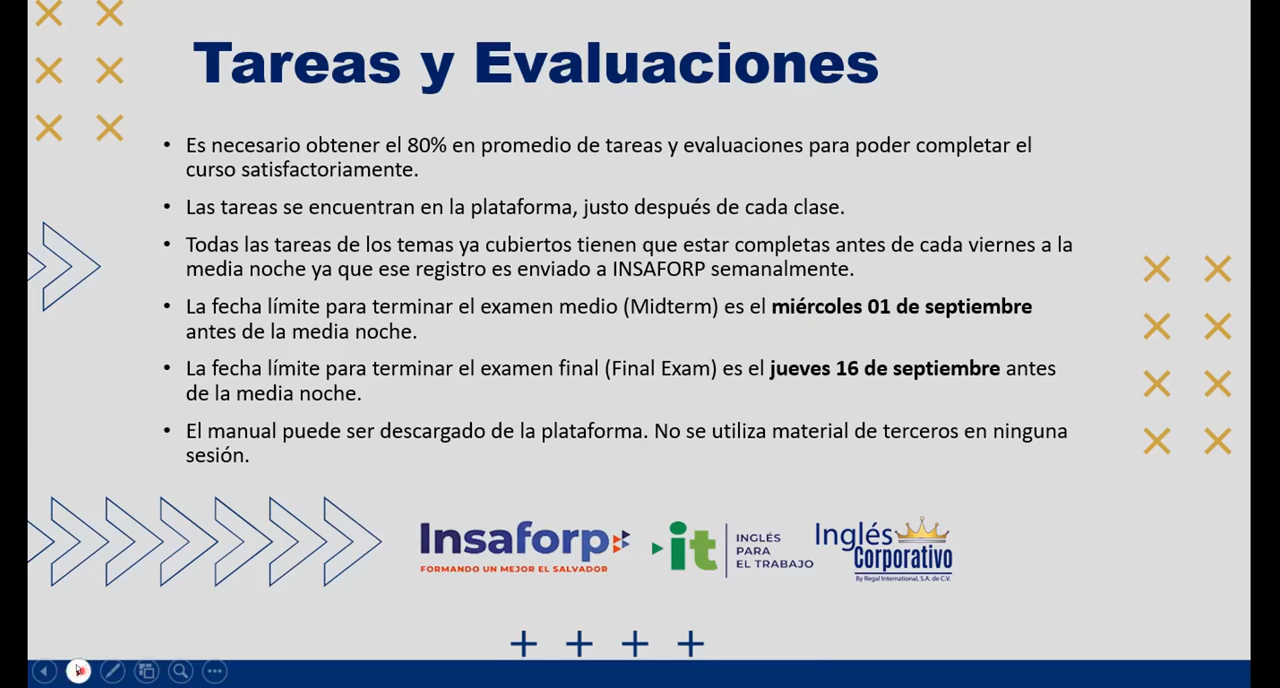 Tareas y Evaluaciones
• Es necesario obtener el 80% en promedio de tareas y evaluaciones para poder completar el
curso satisfactoriamente.
• Las tareas se encuentran en la plataforma, justo después de cada clase.
• Todas las tareas de los temas ya cubiertos tienen que estar completas antes de cada viernes a la
media noche ya que ese registro es enviado a INSAFORP semanalmente.
• La fecha límite para terminar el examen medio (Midterm) es el miércoles 01 de septiembre
antes de la media noche.
• La fecha límite para terminar el examen final (Final Exam) es el jueves 16 de septiembre antes
de la media noche.
• El manual puede ser descargado de la plataforma. No se utiliza material de terceros en ninguna
sesión.
Insaforp
FORMANDO UN MEJOR EL SALVADOR
it
INGLÉS
PARA
EL TRABAJO
Inglés
Corporativo
By Regal International, S.A. de C.V.